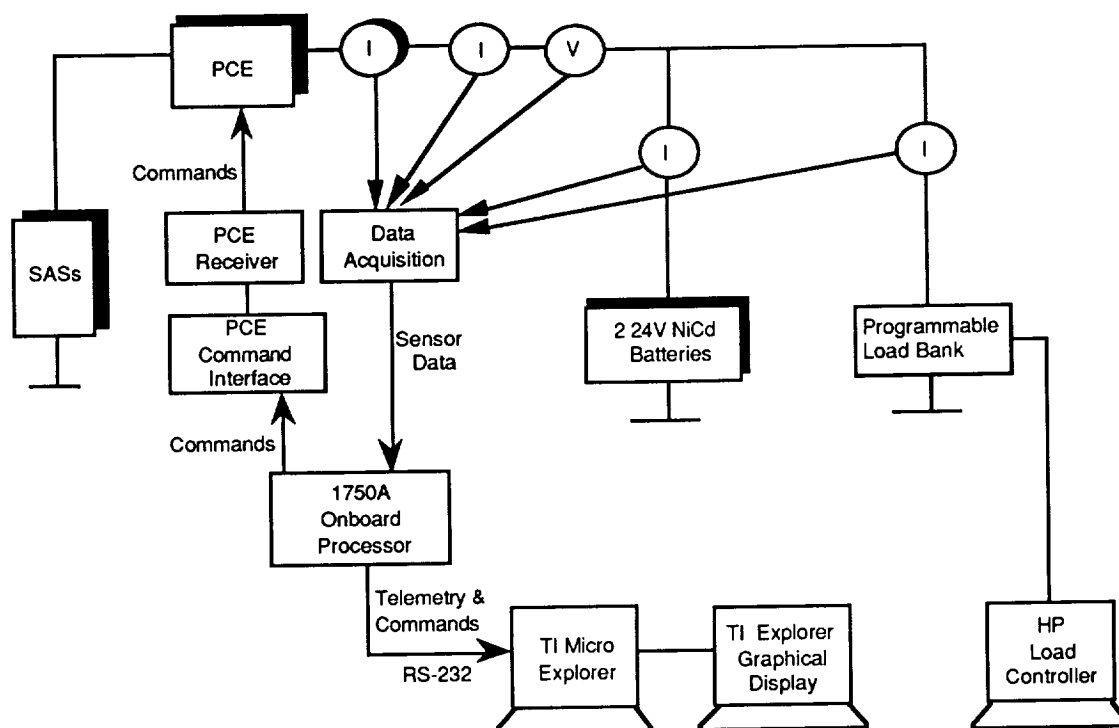 PCE
I
I
V
Commands
I
I
SASs
PCE
Receiver
Data
Acquisition
PCE
Command
Interface
Sensor
Data
2 24V NiCd
Batteries
Programmable
Load Bank
Commands
1750A
Onboard
Processor
Telemetry &
Commands
RS-232
TI Micro
Explorer
TI Explorer
Graphical
Display
HP
Load
Controller